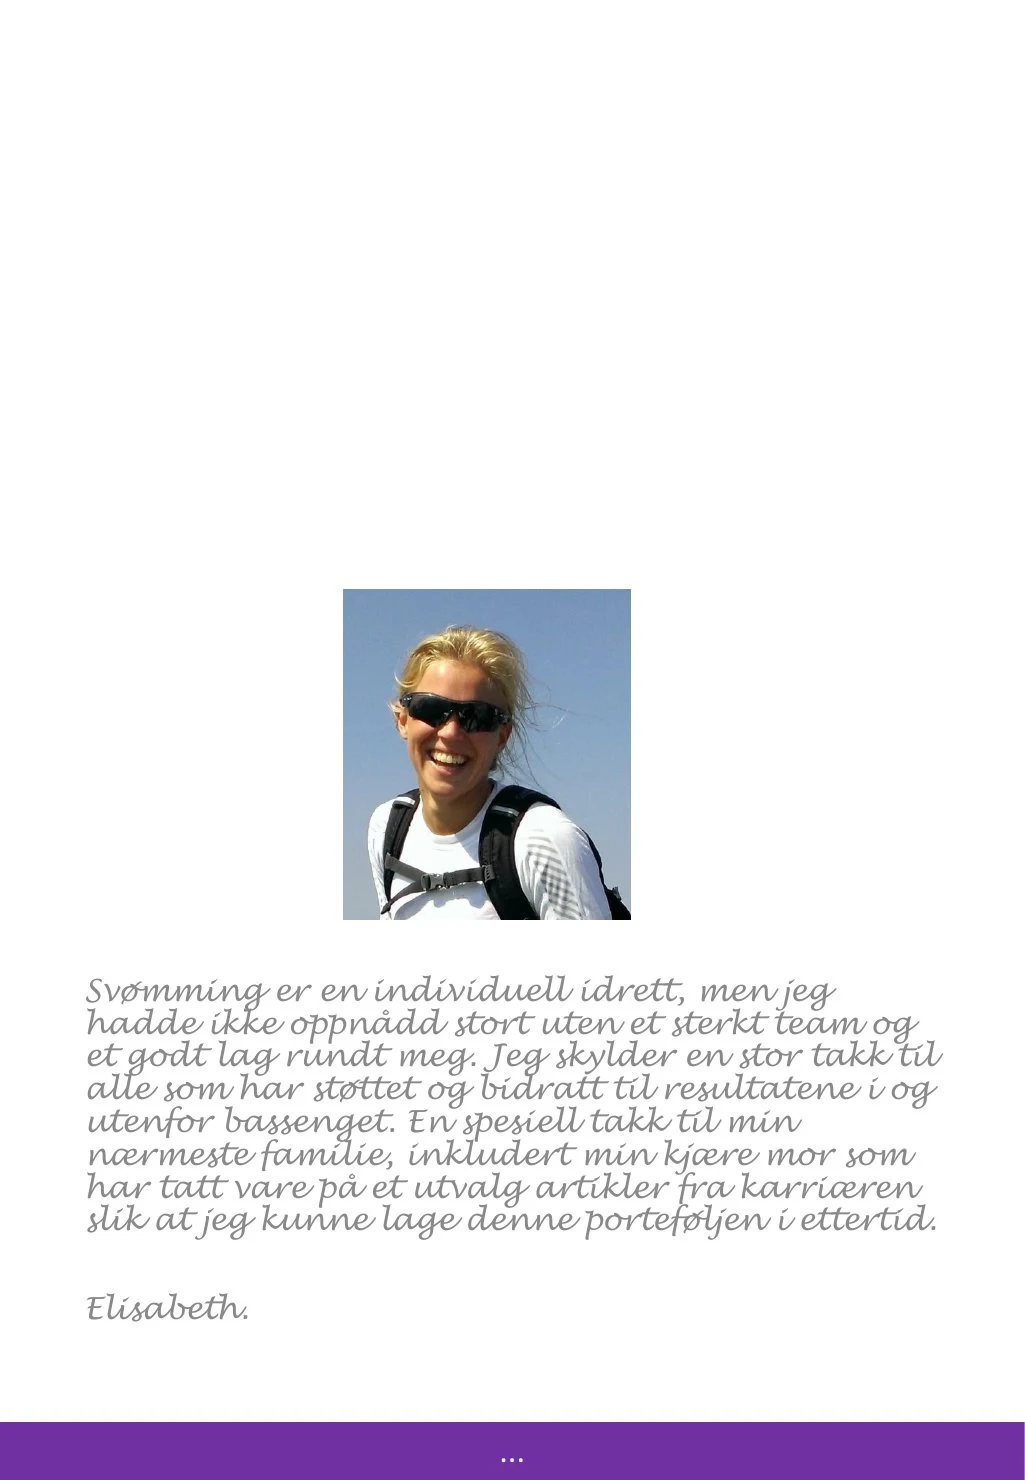 Svømming er en individuell idrett, men jeg
hadde ikke oppnådd stort uten et sterkt team og
et godt lag rundt meg. Jeg skylder en stor takk til
alle som har støttet og bidratt til resultatene i og
utenfor bassenget. En spesiell takk til min
nærmeste familie, inkludert min kjære mor som
har tatt vare på et utvalg artikler fra karriæren
slik at jeg kunne lage denne porteføljen i ettertid.
Elisabeth.
...